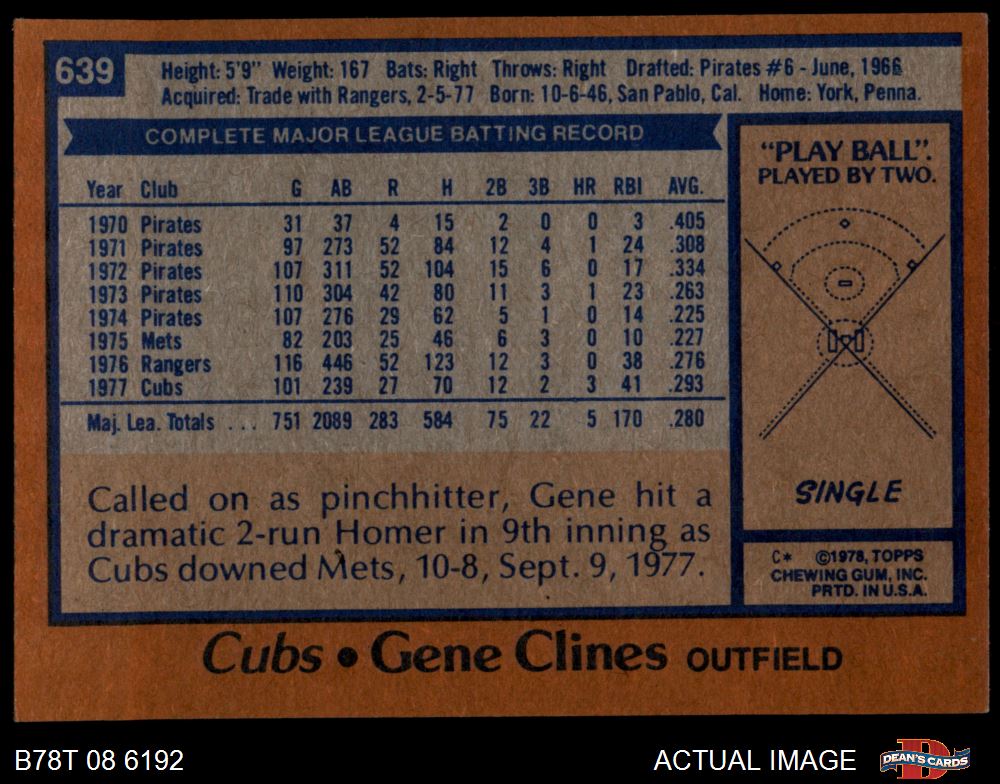 639
Height: 5'9" Weight: 167 Bats: Right Throws: Right Drafted: Pirates #6 - June, 1966
Acquired: Trade with Rangers, 2-5-77 Born: 10-6-46, San Pablo, Cal. Home: York, Penna.
COMPLETE MAJOR LEAGUE BATTING RECORD
Year Club G AB R H 2B 3B HR RBI AVG.
1970 Pirates 31 37 4 15 2 0 0 3 .405
1971 Pirates 97 273 52 84 12 4 1 24 .308
1972 Pirates 107 311 52 104 15 6 0 17 .334
1973 Pirates 110 304 42 80 11 3 1 23 .263
1974 Pirates 107 276 29 62 5 1 0 14 .225
1975 Mets 82 203 25 46 6 3 0 10 .227
1976 Rangers 116 446 52 123 12 3 0 38 .276
1977 Cubs 101 239 27 70 12 2 3 41 .293
Maj. Lea. Totals ... 751 2089 283 584 75 22 5 170 .280
Called on as pinchhitter, Gene hit a
dramatic 2-run Homer in 9th inning as
Cubs downed Mets, 10-8, Sept. 9, 1977.
"PLAY BALL".
PLAYED BY TWO.
SINGLE
C* ©1978, TOPPS
CHEWING GUM, INC.
PRTD. IN U.S.A.
Cubs • Gene Clines OUTFIELD
B78T 08 6192
ACTUAL IMAGE
D
DEAN'S CARDS